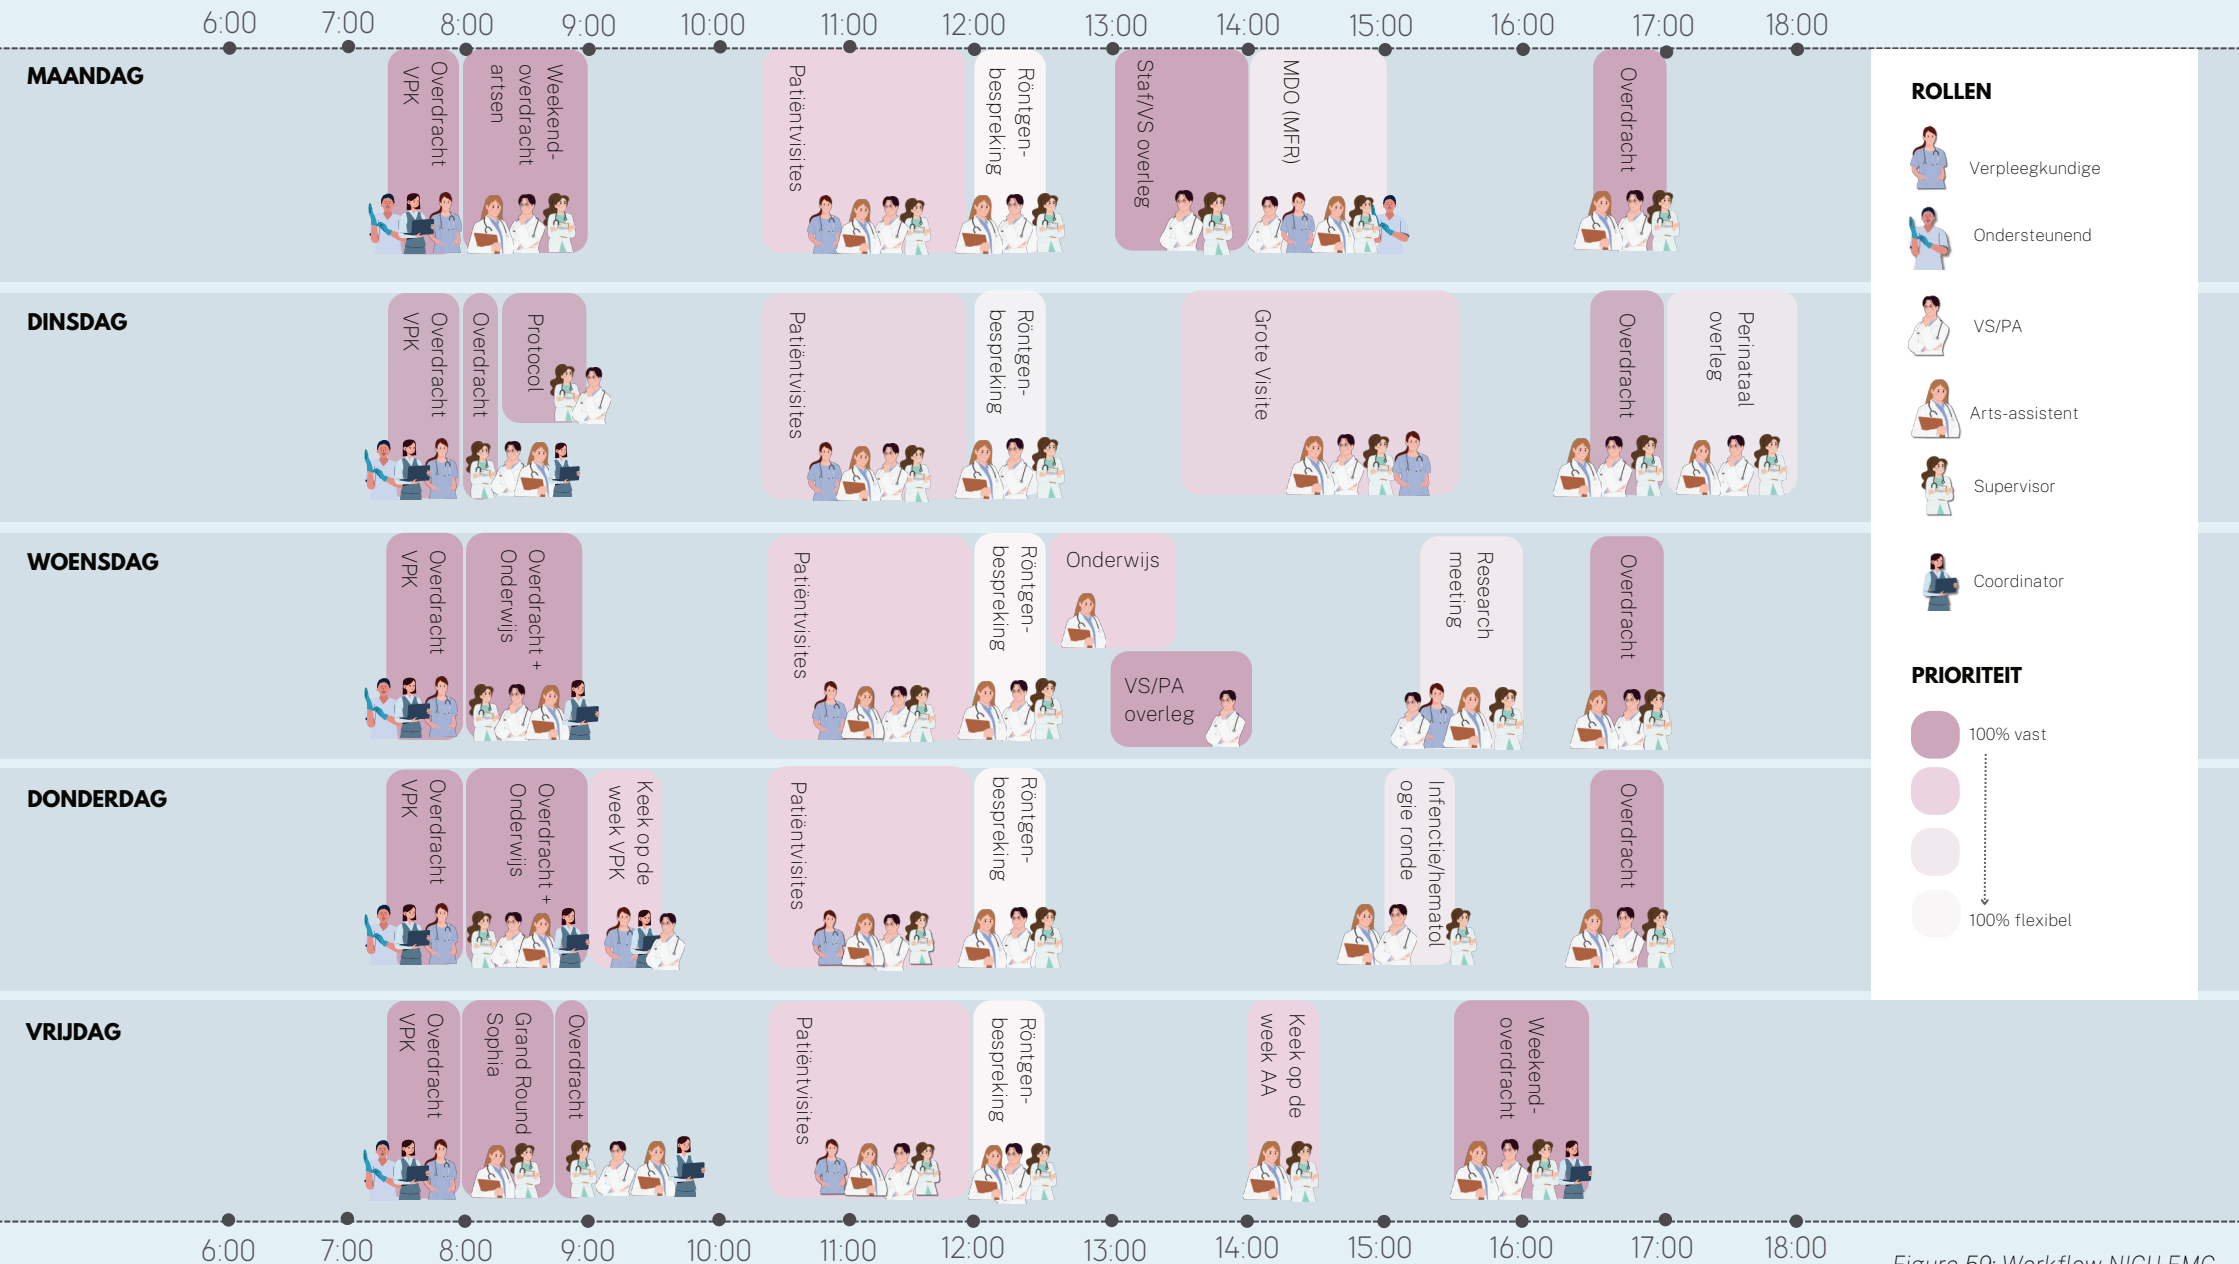 6:00 7:00 8:00 9:00 10:00 11:00 12:00 13:00 14:00 15:00 16:00 17:00 18:00
MAANDAG
Overdracht
VPK
Weekend-
overdracht
artsen
Patiëntvisites
Röntgen-
bespreking
Staf/VS overleg
MDO (MFR)
Overdracht
DINSDAG
Overdracht
VPK
Overdracht
Protocol
Patiëntvisites
Röntgen-
bespreking
Grote Visite
Overdracht
Perinataal
overleg
WOENSDAG
Overdracht
VPK
Overdracht +
Onderwijs
Patiëntvisites
Röntgen-
bespreking
Onderwijs
VS/PA
overleg
Research
meeting
Overdracht
DONDERDAG
Overdracht
VPK
Overdracht +
Onderwijs
Keek op de
week VPK
Patiëntvisites
Röntgen-
bespreking
Infenctie/hematol
ogie ronde
Overdracht
VRIJDAG
Overdracht
VPK
Grand Round
Sophia
Overdracht
Patiëntvisites
Röntgen-
bespreking
Keek op de
week AA
Weekend-
overdracht
6:00 7:00 8:00 9:00 10:00 11:00 12:00 13:00 14:00 15:00 16:00 17:00 18:00
ROLLEN
Verpleegkundige
Ondersteunend
VS/PA
Arts-assistent
Supervisor
Coordinator
PRIORITEIT
100% vast
100% flexibel
Figure 59: Workflow NICU EMC